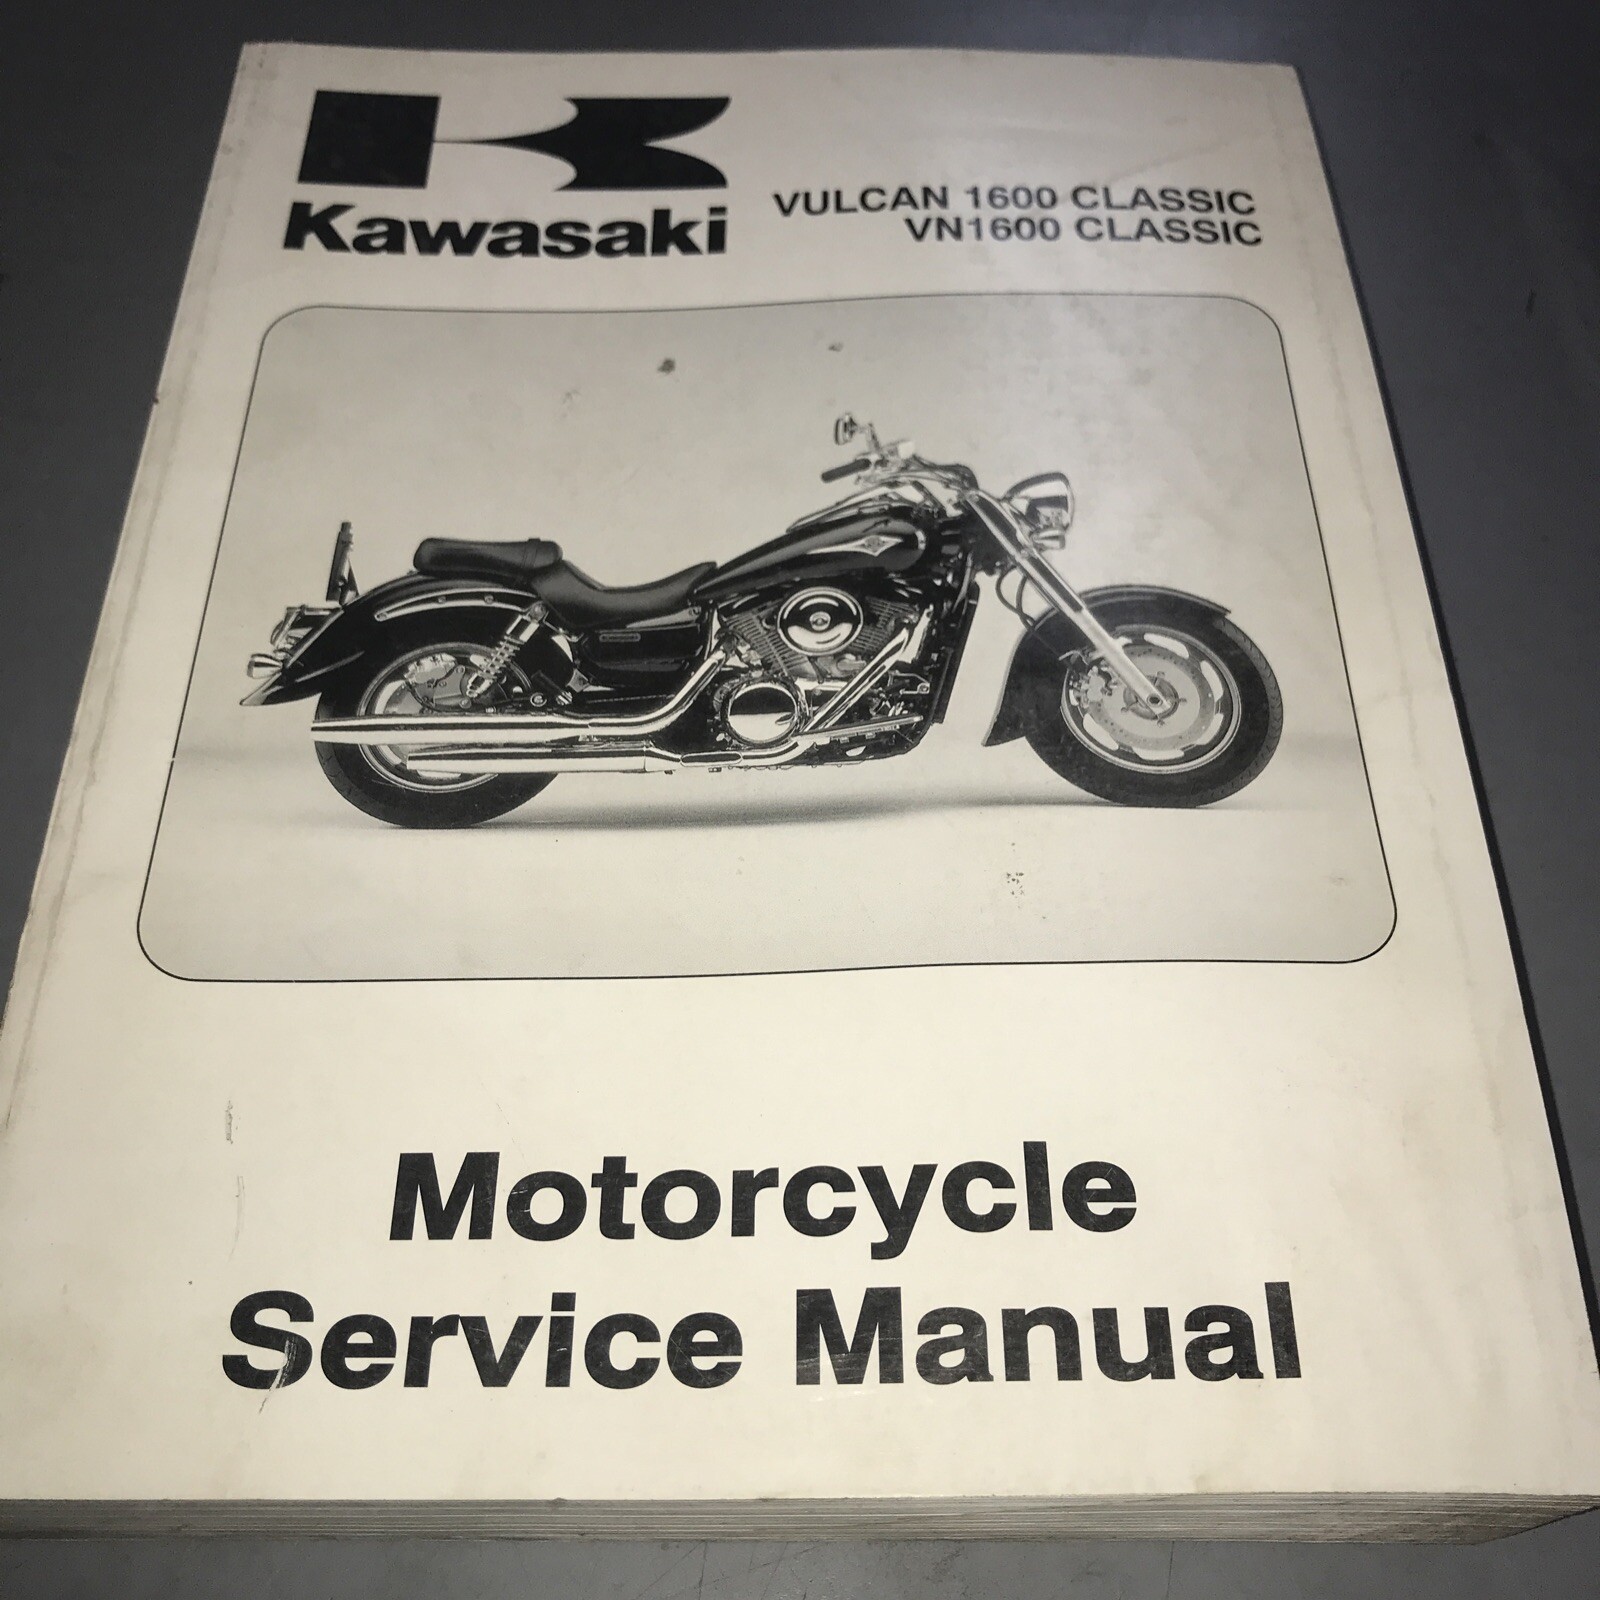 Kawasaki
VULCAN 1600 CLASSIC
VN1600 CLASSIC
Motorcycle
Service Manual